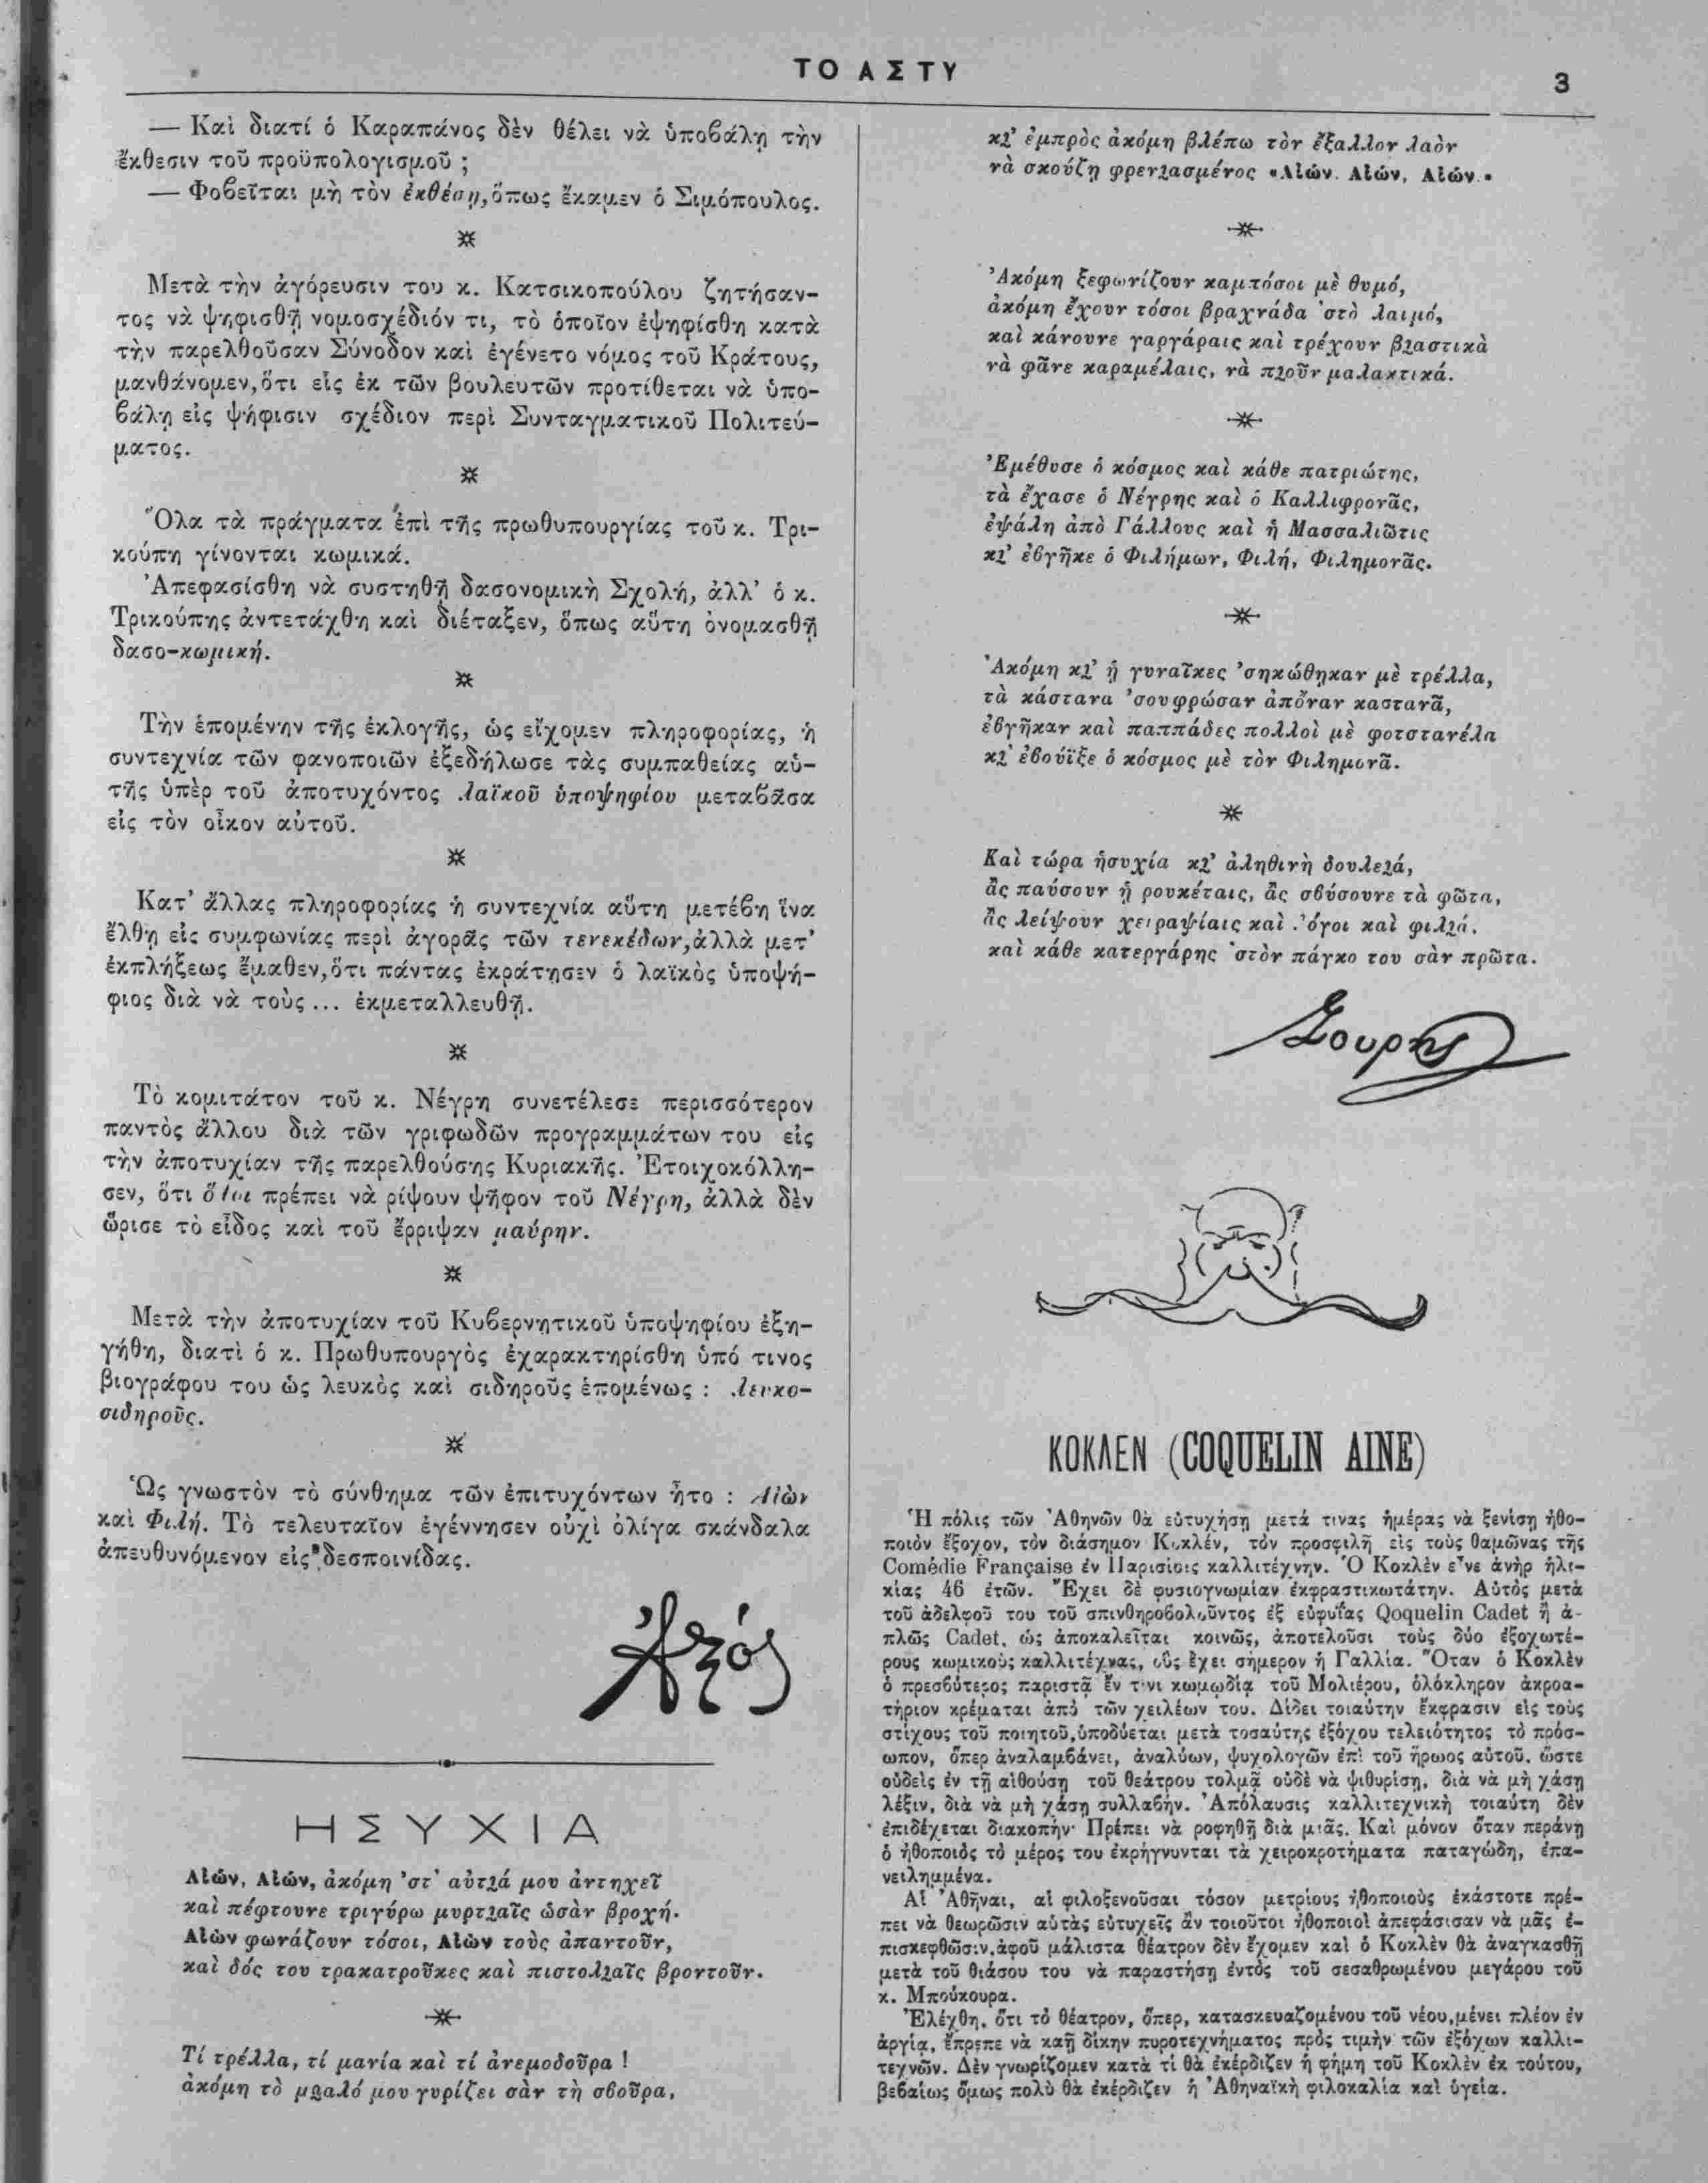 ΤΟ ΑΣΤΥ
3
— Καὶ διατί ὁ Καραπάνος δὲν θέλει νὰ ὑποβάλῃ τὴν
ἔκθεσιν τοῦ προϋπολογισμοῦ ;
— Φοβεῖται μὴ τὸν ἐκθέσῃ, ὅπως ἔκαμεν ὁ Σιμόπουλος.
Μετὰ τὴν ἀγόρευσιν του κ. Κατσικοπούλου ζητήσαν-
τος νὰ ψηφισθῇ νομοσχέδιόν τι, τὸ ὁποῖον ἐψηφίσθη κατὰ
τὴν παρελθοῦσαν Σύνοδον καὶ ἐγένετο νόμος τοῦ Κράτους,
μανθάνομεν, ὅτι εἷς ἐκ τῶν βουλευτῶν προτίθεται νὰ ὑπο-
βάλῃ εἰς ψήφισιν σχέδιον περὶ Συνταγματικοῦ Πολιτεύ-
ματος.
Ὅλα τὰ πράγματα ἐπὶ τῆς πρωθυπουργίας τοῦ κ. Τρι-
κούπη γίνονται κωμικά.
Ἀπεφασίσθη νὰ συστηθῇ δασονομικὴ Σχολή, ἀλλ' ὁ κ.
Τρικούπης ἀντετάχθη καὶ διέταξεν, ὅπως αὕτη ὀνομασθῇ
δασο-κωμική.
Τὴν ἑπομένην τῆς ἐκλογῆς, ὡς εἴχομεν πληροφορίας, ἡ
συντεχνία τῶν φανοποιῶν ἐξεδήλωσε τὰς συμπαθείας αὑ-
τῆς ὑπὲρ τοῦ ἀποτυχόντος λαϊκοῦ ὑποψηφίου μεταβᾶσα
εἰς τὸν οἶκον αὐτοῦ.
Κατ' ἄλλας πληροφορίας ἡ συντεχνία αὕτη μετέβη ἵνα
ἔλθῃ εἰς συμφωνίας περὶ ἀγορᾶς τῶν τενεκέδων, ἀλλὰ μετ'
ἐκπλήξεως ἔμαθεν, ὅτι πάντας ἐκράτησεν ὁ λαϊκὸς ὑποψή-
φιος διὰ νὰ τοὺς ... ἐκμεταλλευθῇ.
Τὸ κομιτάτον τοῦ κ. Νέγρη συνετέλεσε περισσότερον
παντὸς ἄλλου διὰ τῶν γριφωδῶν προγραμμάτων του εἰς
τὴν ἀποτυχίαν τῆς παρελθούσης Κυριακῆς. Ἐτοιχοκόλλη-
σεν, ὅτι ὅλοι πρέπει νὰ ρίψουν ψῆφον τοῦ Νέγρη, ἀλλὰ δὲν
ὥρισε τὸ εἶδος καὶ τοῦ ἔρριψαν μαύρην.
Μετὰ τὴν ἀποτυχίαν τοῦ Κυβερνητικοῦ ὑποψηφίου ἐξη-
γήθη, διατὶ ὁ κ. Πρωθυπουργὸς ἐχαρακτηρίσθη ὑπό τινος
βιογράφου του ὡς λευκὸς καὶ σιδηροῦς ἑπομένως : λευκο-
σιδηροῦς.
Ὡς γνωστὸν τὸ σύνθημα τῶν ἐπιτυχόντων ἦτο : Αἰὼν
καὶ Φιλή. Τὸ τελευταῖον ἐγέννησεν οὐχὶ ὀλίγα σκάνδαλα
ἀπευθυνόμενον εἰς δεσποινίδας.
ΗΣΥΧΙΑ
Αἰών, Αἰών, ἀκόμη 'στ' αὐτιά μου ἀντηχεῖ
καὶ πέφτουνε τριγύρω μυρτιαῖς ὡσὰν βροχή.
Αἰὼν φωνάζουν τόσοι, Αἰὼν τοὺς ἀπαντοῦν,
καὶ δός του τρακατροῦκες καὶ πιστολιαῖς βροντοῦν.
Τί τρέλλα, τί μανία καὶ τί ἀνεμοδοῦρα !
ἀκόμη τὸ μυαλό μου γυρίζει σὰν τὴ σβοῦρα,
κι' ἐμπρὸς ἀκόμη βλέπω τὸν ἔξαλλον λαὸν
νὰ σκούζῃ φρενιασμένος «Αἰών. Αἰών, Αἰών.»
Ἀκόμη ξεφωνίζουν καμπόσοι μὲ θυμό,
ἀκόμη ἔχουν τόσοι βραχνάδα 'στὸ λαιμό,
καὶ κάνουνε γαργάραις καὶ τρέχουν βιαστικὰ
νὰ φᾶνε καραμέλαις, νὰ πιοῦν μαλακτικά.
Ἐμέθυσε ὁ κόσμος καὶ κάθε πατριώτης,
τὰ ἔχασε ὁ Νέγρης καὶ ὁ Καλλιφρονᾶς,
ἐψάλη ἀπὸ Γάλλους καὶ ἡ Μασσαλιῶτις
κι' ἐβγῆκε ὁ Φιλήμων, Φιλή, Φιλημονᾶς.
Ἀκόμη κι' ᾑ γυναῖκες 'σηκώθηκαν μὲ τρέλλα,
τὰ κάστανα 'σουφρώσαν ἀπὄναν καστανᾶ,
ἐβγῆκαν καὶ παππάδες πολλοὶ μὲ φουστανέλα
κι' ἐβούϊξε ὁ κόσμος μὲ τὸν Φιλημονᾶ.
Καὶ τώρα ἡσυχία κι' ἀληθινὴ δουλειά,
ἂς παύσουν ᾑ ρουκέταις, ἂς σβύσουνε τὰ φῶτα,
ἂς λείψουν χειραψίαις καὶ λόγοι καὶ φιλιά,
καὶ κάθε κατεργάρης 'στὸν πάγκο του σὰν πρῶτα.
Σουρῆς
ΚΟΚΛΕΝ (COQUELIN AINE)
Ἡ πόλις τῶν Ἀθηνῶν θὰ εὐτυχήσῃ μετά τινας ἡμέρας νὰ ξενίσῃ ἠθο-
ποιὸν ἔξοχον, τὸν διάσημον Κοκλέν, τὸν προσφιλῆ εἰς τοὺς θαμῶνας τῆς
Comédie Française ἐν Παρισίοις καλλιτέχνην. Ὁ Κοκλὲν εἶνε ἀνὴρ ἡλι-
κίας 46 ἐτῶν. Ἔχει δὲ φυσιογνωμίαν ἐκφραστικωτάτην. Αὐτὸς μετὰ
τοῦ ἀδελφοῦ του τοῦ σπινθηροβολοῦντος ἐξ εὐφυΐας Qoquelin Cadet ἢ ἁ-
πλῶς Cadet, ὡς ἀποκαλεῖται κοινῶς, ἀποτελοῦσι τοὺς δύο ἐξοχωτέ-
ρους κωμικοὺς καλλιτέχνας, οὓς ἔχει σήμερον ἡ Γαλλία. Ὅταν ὁ Κοκλὲν
ὁ πρεσβύτερος παριστᾷ ἔν τινι κωμῳδίᾳ τοῦ Μολιέρου, ὁλόκληρον ἀκροα-
τήριον κρέμαται ἀπὸ τῶν χειλέων του. Δίδει τοιαύτην ἔκφρασιν εἰς τοὺς
στίχους τοῦ ποιητοῦ, ὑποδύεται μετὰ τοσαύτης ἐξόχου τελειότητος τὸ πρόσ-
ωπον, ὅπερ ἀναλαμβάνει, ἀναλύων, ψυχολογῶν ἐπὶ τοῦ ἥρωος αὐτοῦ, ὥστε
οὐδεὶς ἐν τῇ αἰθούσῃ τοῦ θεάτρου τολμᾷ οὐδὲ νὰ ψιθυρίσῃ, διὰ νὰ μὴ χάσῃ
λέξιν, διὰ νὰ μὴ χάσῃ συλλαβήν. Ἀπόλαυσις καλλιτεχνικὴ τοιαύτη δὲν
ἐπιδέχεται διακοπήν· Πρέπει νὰ ροφηθῇ διὰ μιᾶς. Καὶ μόνον ὅταν περάνῃ
ὁ ἠθοποιὸς τὸ μέρος του ἐκρήγνυνται τὰ χειροκροτήματα παταγώδη, ἐπα-
νειλημμένα.
Αἱ Ἀθῆναι, αἱ φιλοξενοῦσαι τόσον μετρίους ἠθοποιοὺς ἑκάστοτε πρέ-
πει νὰ θεωρῶσιν αὑτὰς εὐτυχεῖς ἂν τοιοῦτοι ἠθοποιοὶ ἀπεφάσισαν νὰ μᾶς ἐ-
πισκεφθῶσιν, ἀφοῦ μάλιστα θέατρον δὲν ἔχομεν καὶ ὁ Κοκλὲν θὰ ἀναγκασθῇ
μετὰ τοῦ θιάσου του νὰ παραστήσῃ ἐντὸς τοῦ σεσαθρωμένου μεγάρου τοῦ
κ. Μπούκουρα.
Ἐλέχθη, ὅτι τὸ θέατρον, ὅπερ, κατασκευαζομένου τοῦ νέου, μένει πλέον ἐν
ἀργίᾳ, ἔπρεπε νὰ καῇ δίκην πυροτεχνήματος πρὸς τιμὴν τῶν ἐξόχων καλλι-
τεχνῶν. Δὲν γνωρίζομεν κατὰ τί θὰ ἐκέρδιζεν ἡ φήμη τοῦ Κοκλὲν ἐκ τούτου,
βεβαίως ὅμως πολὺ θὰ ἐκέρδιζεν ἡ Ἀθηναϊκὴ φιλοκαλία καὶ ὑγεία.